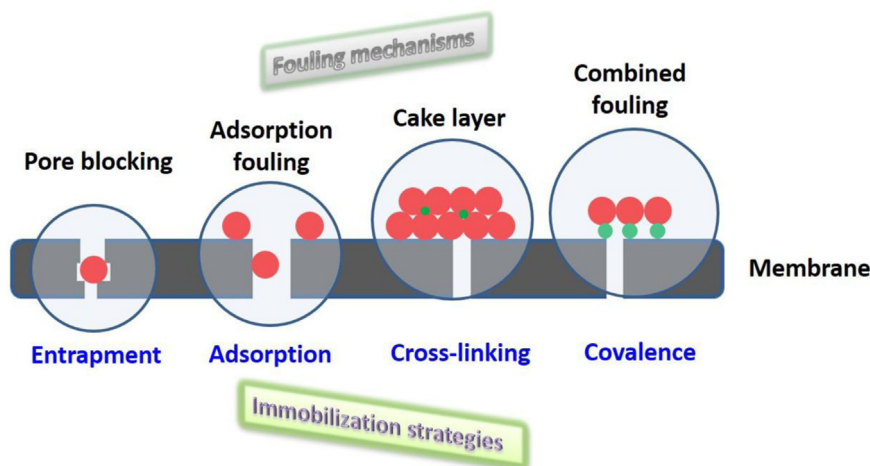 Fouling mechanisms
Pore blocking
Adsorption
fouling
Cake layer
Combined
fouling
Membrane
Entrapment
Adsorption
Cross-linking
Covalence
Immobilization strategies